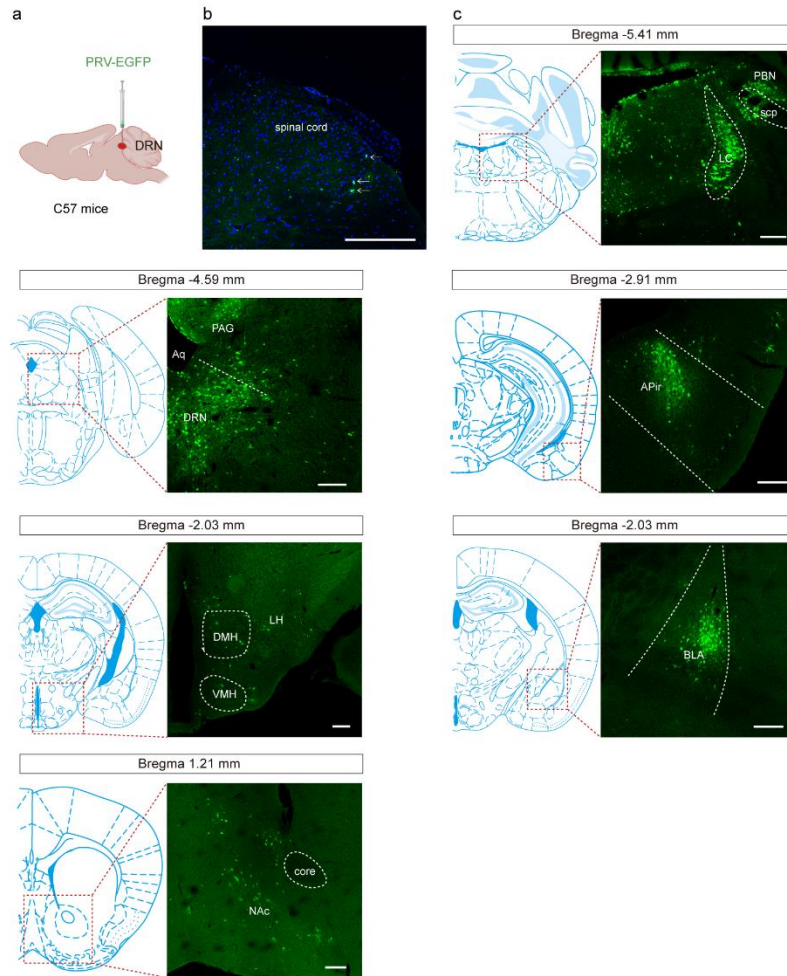 a
PRV-EGFP
DRN
C57 mice
b
spinal cord
c
Bregma -5.41 mm
PBN
scp
LC
Bregma -4.59 mm
PAG
Aq
DRN
Bregma -2.91 mm
APir
Bregma -2.03 mm
DMH
LH
VMH
Bregma -2.03 mm
BLA
Bregma 1.21 mm
core
NAc